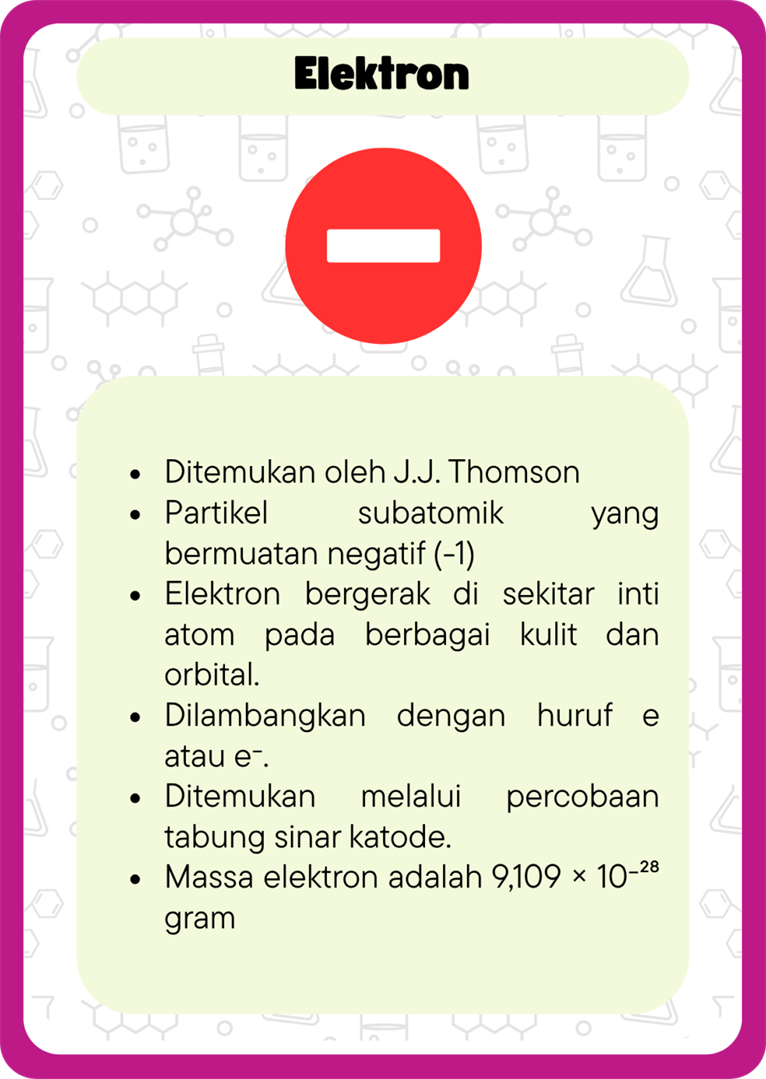 Elektron
• Ditemukan oleh J.J. Thomson
• Partikel subatomik yang
bermuatan negatif (-1)
• Elektron bergerak di sekitar inti
atom pada berbagai kulit dan
orbital.
• Dilambangkan dengan huruf e
atau e⁻.
• Ditemukan melalui percobaan
tabung sinar katode.
• Massa elektron adalah 9,109 × 10⁻²⁸
gram